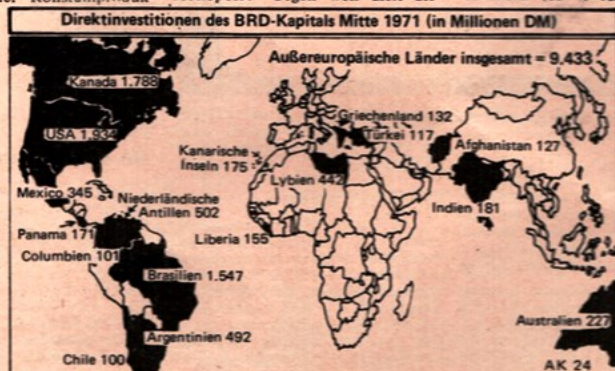 Direktinvestitionen des BRD-Kapitals Mitte 1971 (in Millionen DM)
Außereuropäische Länder insgesamt = 9.433
Kanada 1.788
USA 1.934
Griechenland 132
Türkei 117
Afghanistan 127
Kanarische
Inseln 175
Lybien 442
Mexico 345
Niederländische
Antillen 502
Indien 181
Panama 171
Liberia 155
Columbien 101
Brasilien 1.547
Australien 227
Argentinien 492
Chile 100
AK 24